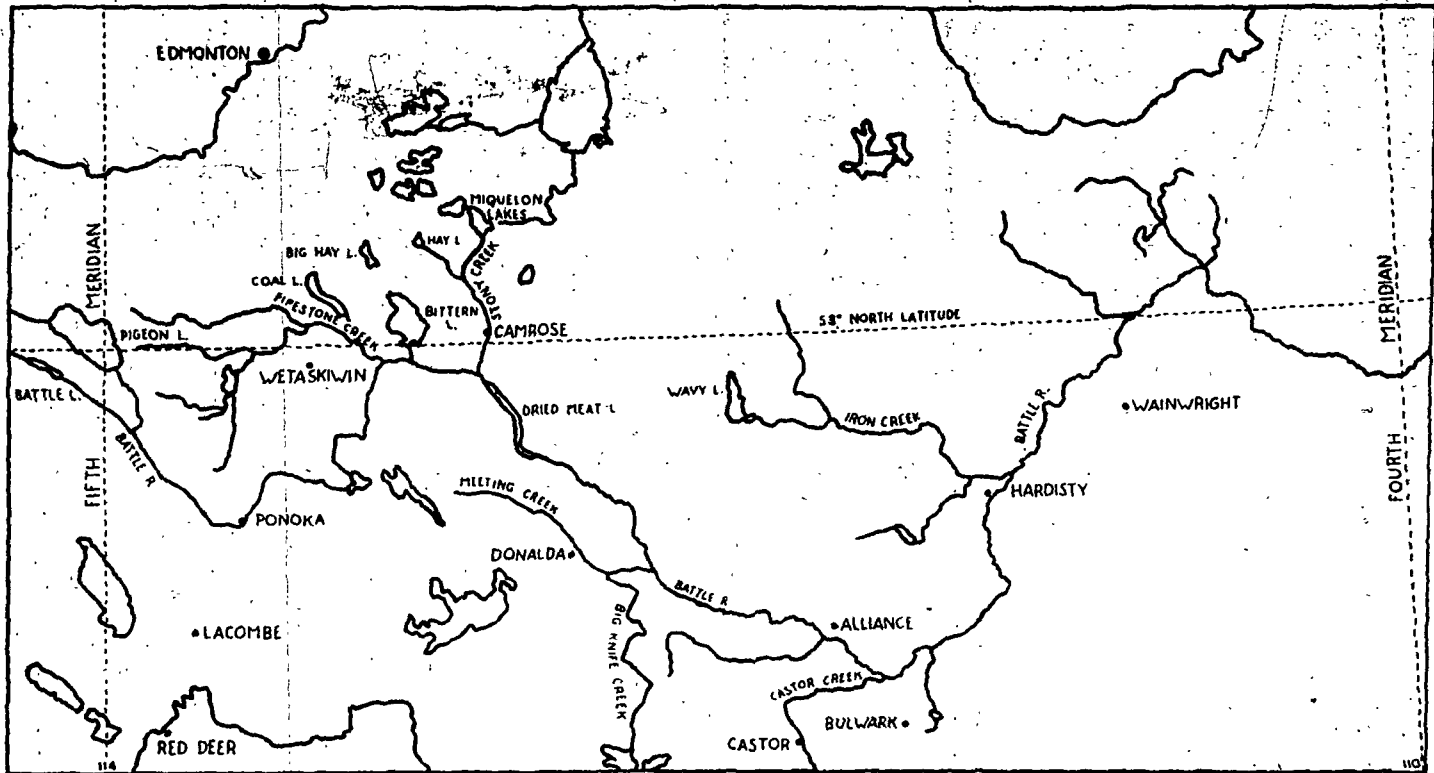 EDMONTON
MIQUELON
LAKES
HAY L
BIG HAY L.
STONY CREEK
COAL L.
MERIDIAN
PIPESTONE CREEK
BITTERN
L.
CAMROSE
53° NORTH LATITUDE
MERIDIAN
PIGEON L.
WETASKIWIN
BATTLE L.
DRIED MEAT L
WAVY L.
IRON CREEK
BATTLE R.
WAINWRIGHT
BATTLE R
FIFTH
MEETING CREEK
HARDISTY
FOURTH
PONOKA
DONALDA
BATTLE R
BIG KNIFE CREEK
ALLIANCE
LACOMBE
CASTOR CREEK
BULWARK
RED DEER
CASTOR
114
110